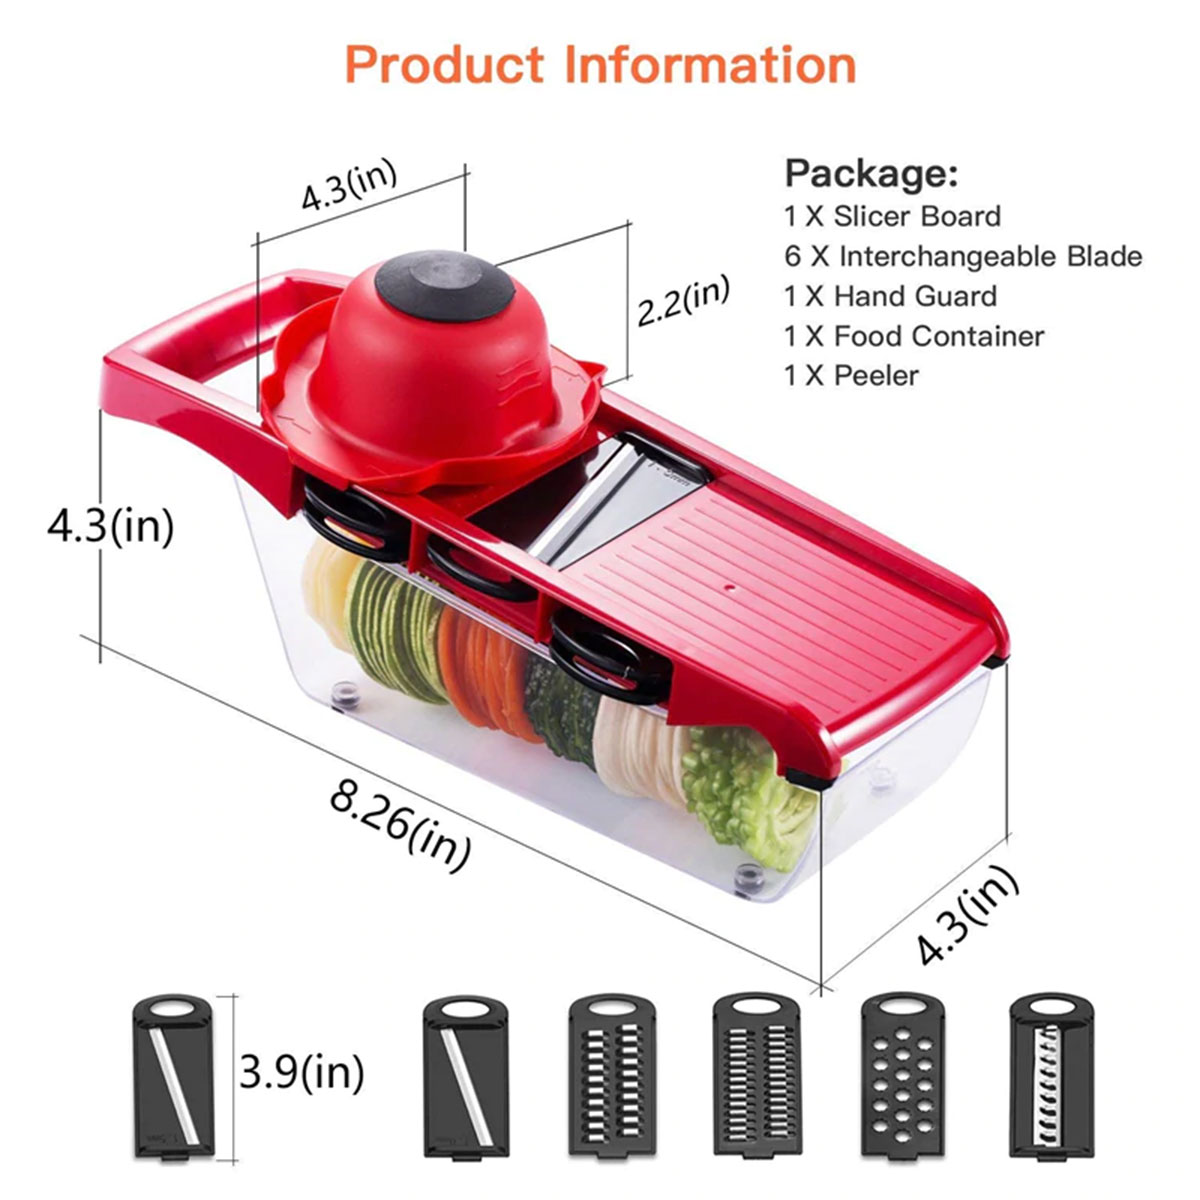 Product Information
4.3(in)
2.2(in)
Package:
1 X Slicer Board
6 X Interchangeable Blade
1 X Hand Guard
1 X Food Container
1 X Peeler
4.3(in)
8.26(in)
4.3(in)
3.9(in)